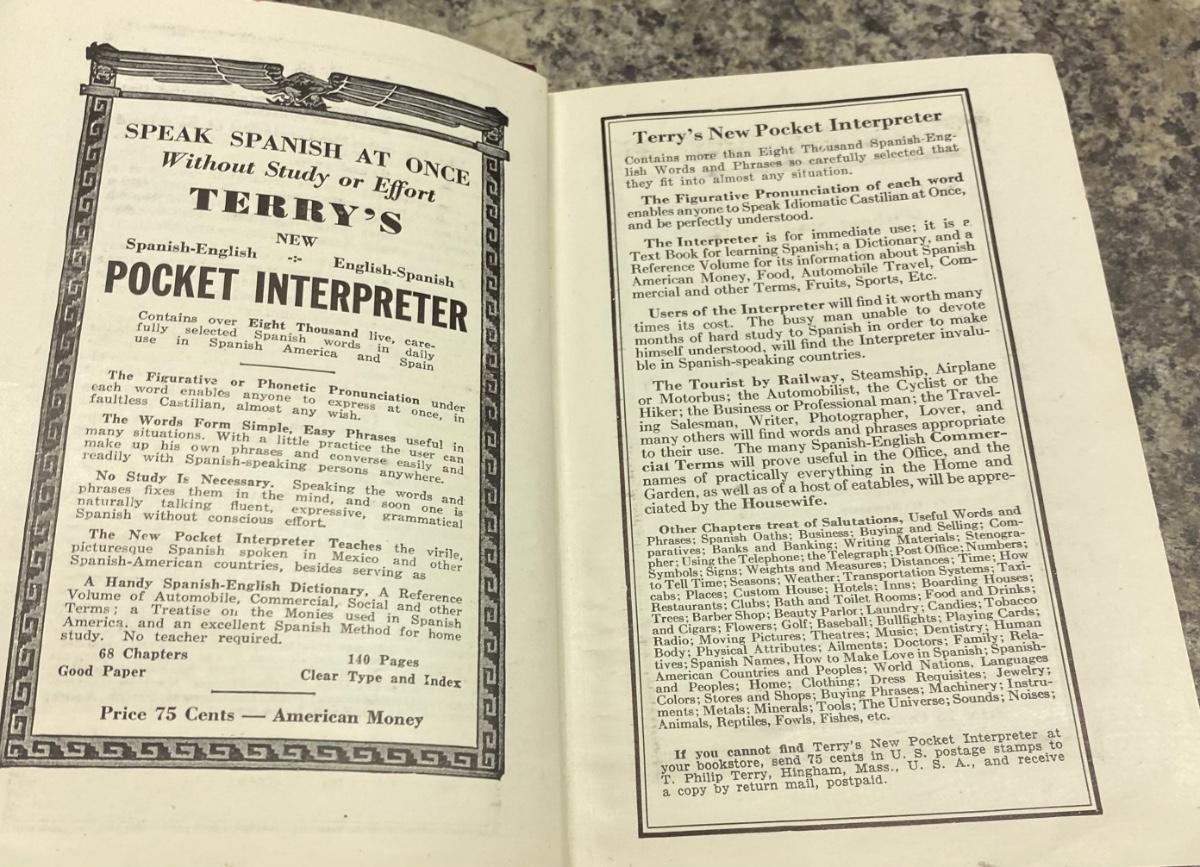 SPEAK SPANISH AT ONCE
Without Study or Effort
TERRY'S
NEW
Spanish-English -:- English-Spanish
POCKET INTERPRETER
Contains over Eight Thousand live, care-
fully selected Spanish words in daily
use in Spanish America and Spain
The Figurative or Phonetic Pronunciation under
each word enables anyone to express at once, in
faultless Castilian, almost any wish.
The Words Form Simple, Easy Phrases useful in
many situations. With a little practice the user can
make up his own phrases and converse easily and
readily with Spanish-speaking persons anywhere.
No Study Is Necessary. Speaking the words and
phrases fixes them in the mind, and soon one is
naturally talking fluent, expressive, grammatical
Spanish without conscious effort.
The New Pocket Interpreter Teaches the virile,
picturesque Spanish spoken in Mexico and other
Spanish-American countries, besides serving as
A Handy Spanish-English Dictionary, A Reference
Volume of Automobile, Commercial, Social and other
Terms; a Treatise on the Monies used in Spanish
America, and an excellent Spanish Method for home
study. No teacher required.
68 Chapters 140 Pages
Good Paper Clear Type and Index
Price 75 Cents — American Money
Terry's New Pocket Interpreter
Contains more than Eight Thousand Spanish-Eng-
lish Words and Phrases so carefully selected that
they fit into almost any situation.
The Figurative Pronunciation of each word
enables anyone to Speak Idiomatic Castilian at Once,
and be perfectly understood.
The Interpreter is for immediate use; it is a
Text Book for learning Spanish; a Dictionary, and a
Reference Volume for its information about Spanish
American Money, Food, Automobile Travel, Com-
mercial and other Terms, Fruits, Sports, Etc.
Users of the Interpreter will find it worth many
times its cost. The busy man unable to devote
months of hard study to Spanish in order to make
himself understood, will find the Interpreter invalu-
ble in Spanish-speaking countries.
The Tourist by Railway, Steamship, Airplane
or Motorbus; the Automobilist, the Cyclist or the
Hiker; the Business or Professional man; the Travel-
ing Salesman, Writer, Photographer, Lover, and
many others will find words and phrases appropriate
to their use. The many Spanish-English Commer-
cial Terms will prove useful in the Office, and the
names of practically everything in the Home and
Garden, as well as of a host of eatables, will be appre-
ciated by the Housewife.
Other Chapters treat of Salutations, Useful Words and
Phrases; Spanish Oaths; Business; Buying and Selling; Com-
paratives; Banks and Banking; Writing Materials; Stenogra-
pher; Using the Telephone; the Telegraph; Post Office; Numbers;
Symbols; Signs; Weights and Measures; Distances; Time; How
to Tell Time; Seasons; Weather; Transportation Systems; Taxi-
cabs; Places; Custom House; Hotels; Inns; Boarding Houses;
Restaurants; Clubs; Bath and Toilet Rooms; Food and Drinks;
Trees; Barber Shop; Beauty Parlor; Laundry; Candies; Tobacco
and Cigars; Flowers; Golf; Baseball; Bullfights; Playing Cards;
Radio; Moving Pictures; Theatres; Music; Dentistry; Human
Body; Physical Attributes; Ailments; Doctors; Family; Rela-
tives; Spanish Names, How to Make Love in Spanish; Spanish-
American Countries and Peoples; World Nations, Languages
and Peoples; Home; Clothing; Dress Requisites; Jewelry;
Colors; Stores and Shops; Buying Phrases; Machinery; Instru-
ments; Metals; Minerals; Tools; The Universe; Sounds; Noises;
Animals, Reptiles, Fowls, Fishes, etc.
If you cannot find Terry's New Pocket Interpreter at
your bookstore, send 75 cents in U. S. postage stamps to
T. Philip Terry, Hingham, Mass., U. S. A., and receive
a copy by return mail, postpaid.